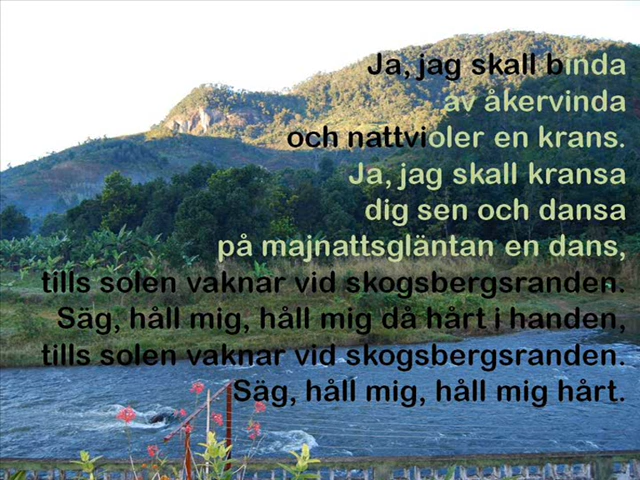 Ja, jag skall binda
av åkervinda
och nattvioler en krans.
Ja, jag skall kransa
dig sen och dansa
på majnattsgläntan en dans,
tills solen vaknar vid skogsbergsranden.
Säg, håll mig, håll mig då hårt i handen,
tills solen vaknar vid skogsbergsranden.
Säg, håll mig, håll mig hårt.